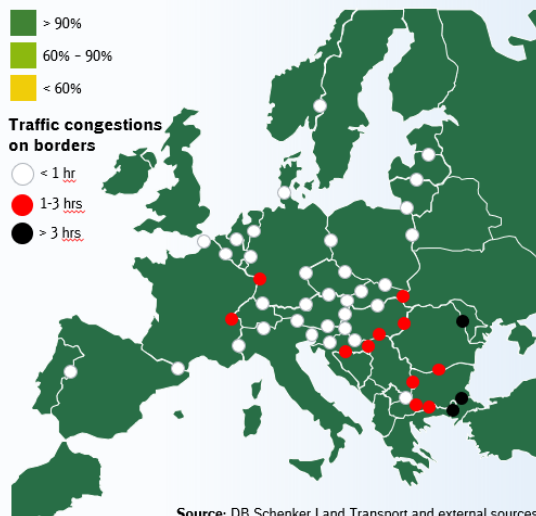 > 90%
60% – 90%
< 60%
Traffic congestions
on borders
< 1 hr
1-3 hrs
> 3 hrs
Source: DB Schenker Land Transport and external sources